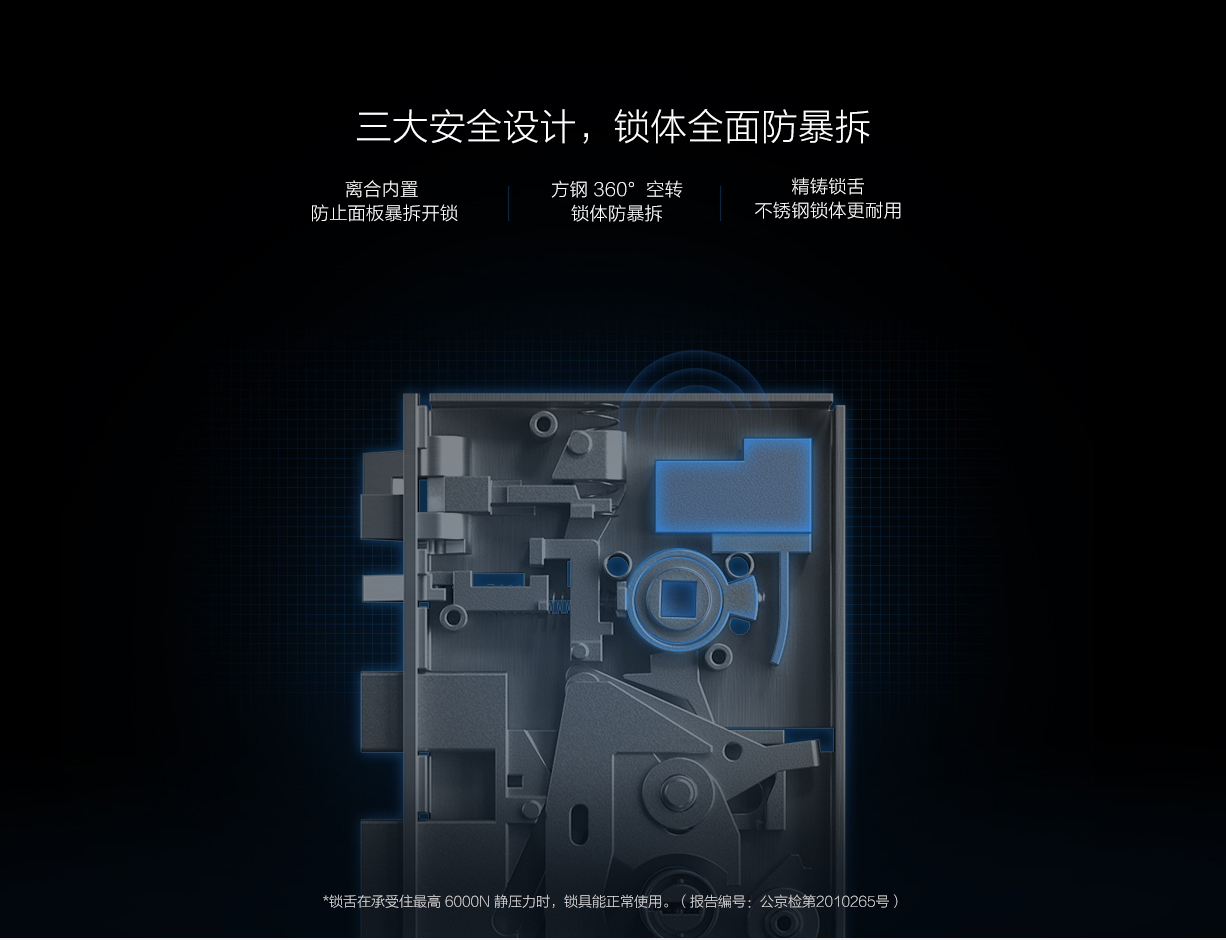 三大安全设计，锁体全面防暴拆
离合内置
防止面板暴拆开锁
方钢 360°空转
锁体防暴拆
精铸锁舌
不锈钢锁体更耐用
*锁舌在承受住最高 6000N 静压力时，锁具能正常使用。（报告编号：公京检第2010265号）